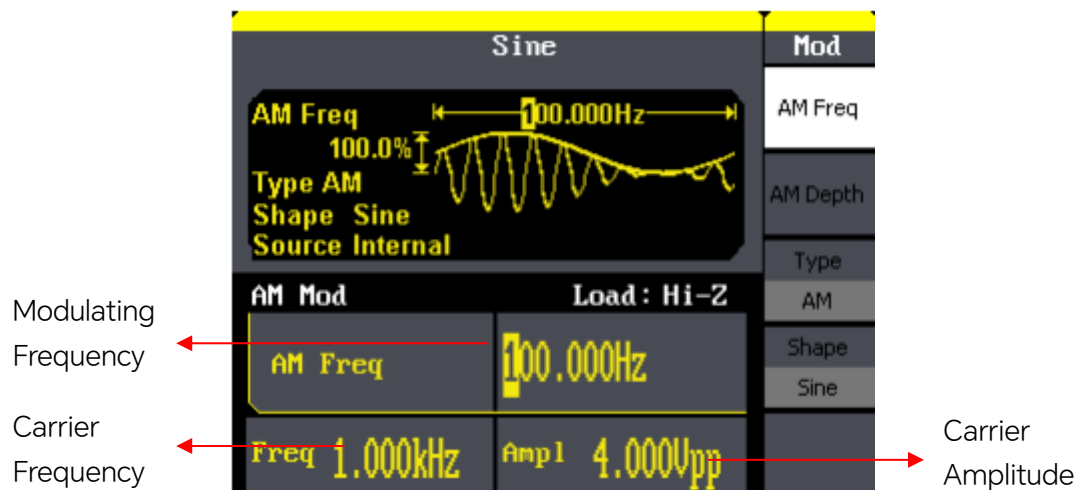 Sine
Mod
AM Freq
100.000Hz
100.0%
Type AM
Shape Sine
Source Internal
AM Freq
AM Depth
Type
AM
Shape
Sine
AM Mod
Load: Hi-Z
Modulating
Frequency
AM Freq
100.000Hz
Carrier
Frequency
Freq 1.000kHz
Ampl 4.000Vpp
Carrier
Amplitude